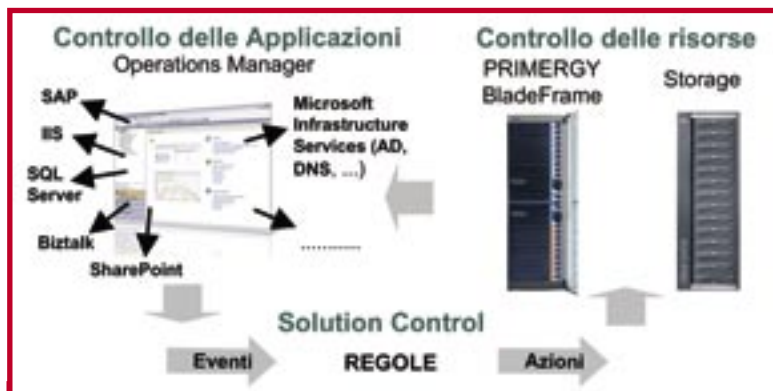 Controllo delle Applicazioni
Operations Manager
SAP
IIS
SQL
Server
Biztalk
SharePoint
Microsoft
Infrastructure
Services (AD,
DNS, ...)
............
Controllo delle risorse
PRIMERGY
BladeFrame
Storage
Solution Control
Eventi
REGOLE
Azioni